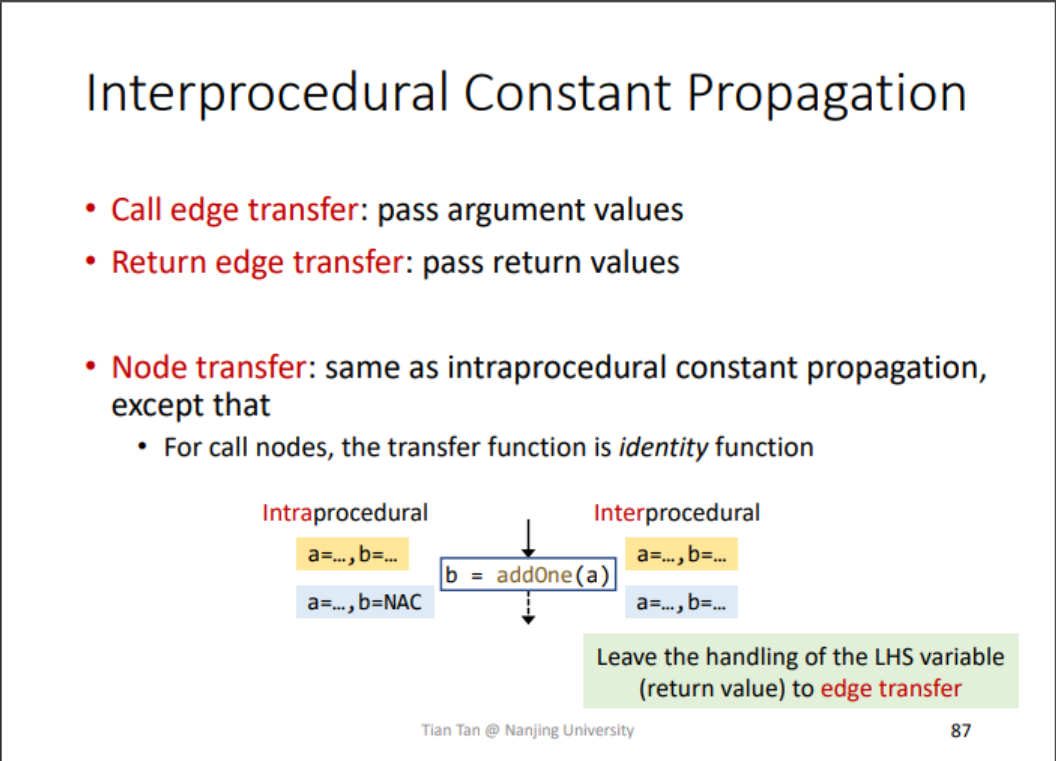 Interprocedural Constant Propagation
• Call edge transfer: pass argument values
• Return edge transfer: pass return values
• Node transfer: same as intraprocedural constant propagation,
except that
• For call nodes, the transfer function is identity function
Intraprocedural
Interprocedural
a=…,b=…
a=…,b=…
b = addOne(a)
a=…,b=NAC
a=…,b=…
Leave the handling of the LHS variable
(return value) to edge transfer
Tian Tan @ Nanjing University
87